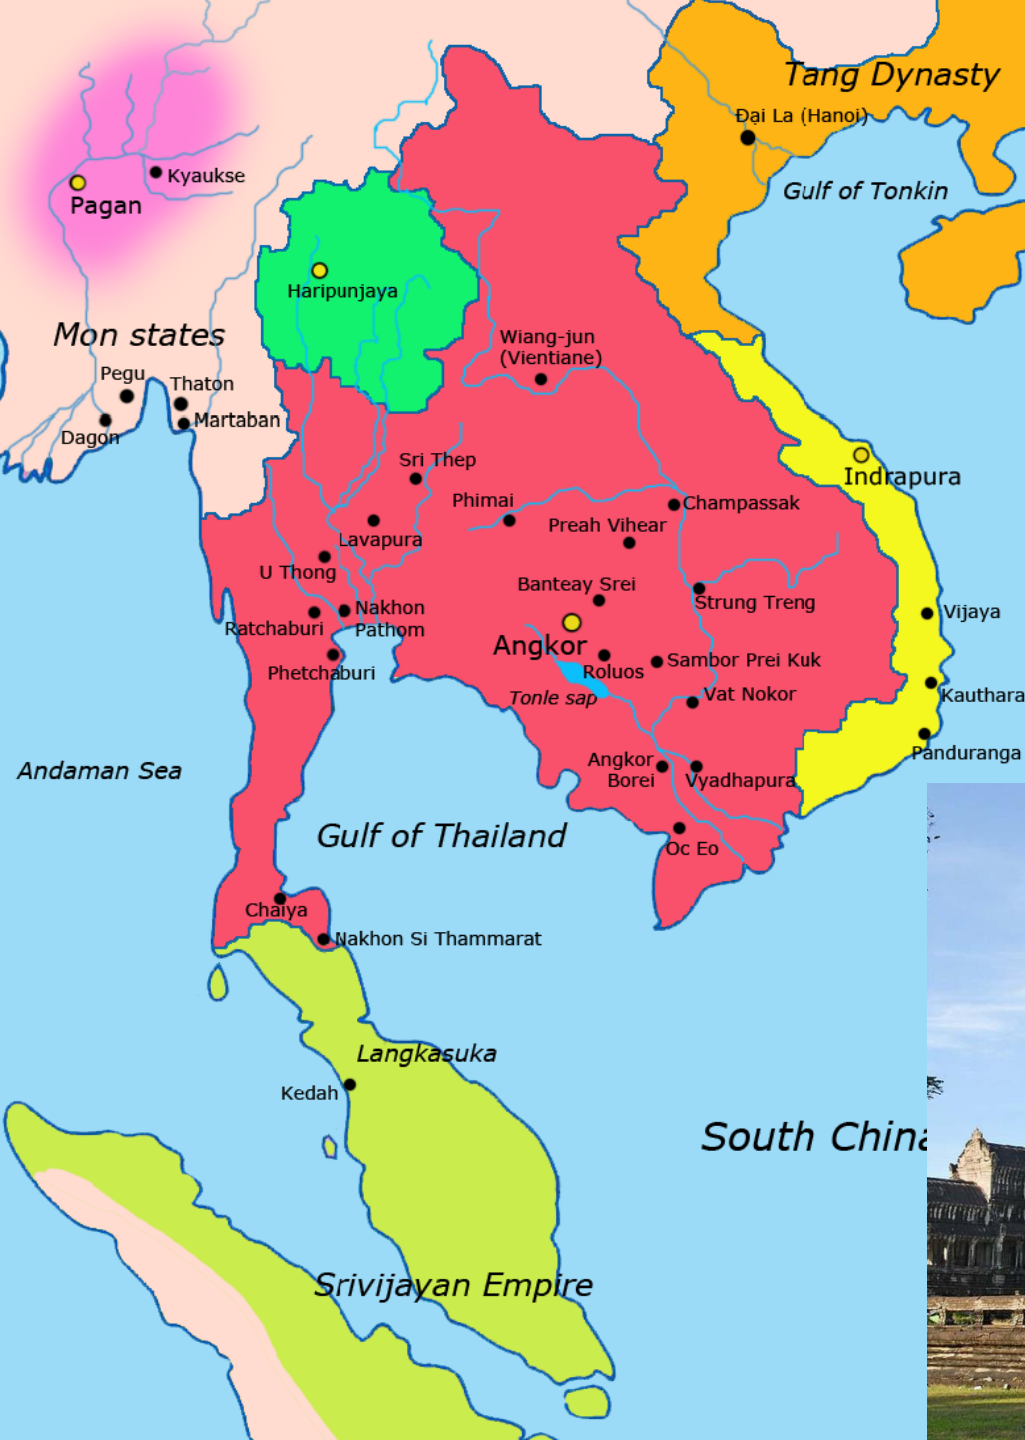 Tang Dynasty
Đại La (Hanoi)
Gulf of Tonkin
Kyaukse
Pagan
Haripunjaya
Mon states
Wiang-jun
(Vientiane)
Pegu
Thaton
Martaban
Dagon
Sri Thep
Indrapura
Phimai
Champassak
Preah Vihear
Lavapura
U Thong
Banteay Srei
Strung Treng
Nakhon
Pathom
Ratchaburi
Vijaya
Angkor
Roluos
Sambor Prei Kuk
Phetchaburi
Tonle sap
Vat Nokor
Kauthara
Panduranga
Angkor
Borei
Vyadhapura
Andaman Sea
Gulf of Thailand
Oc Eo
Chaiya
Nakhon Si Thammarat
Langkasuka
Kedah
South China
Srivijayan Empire